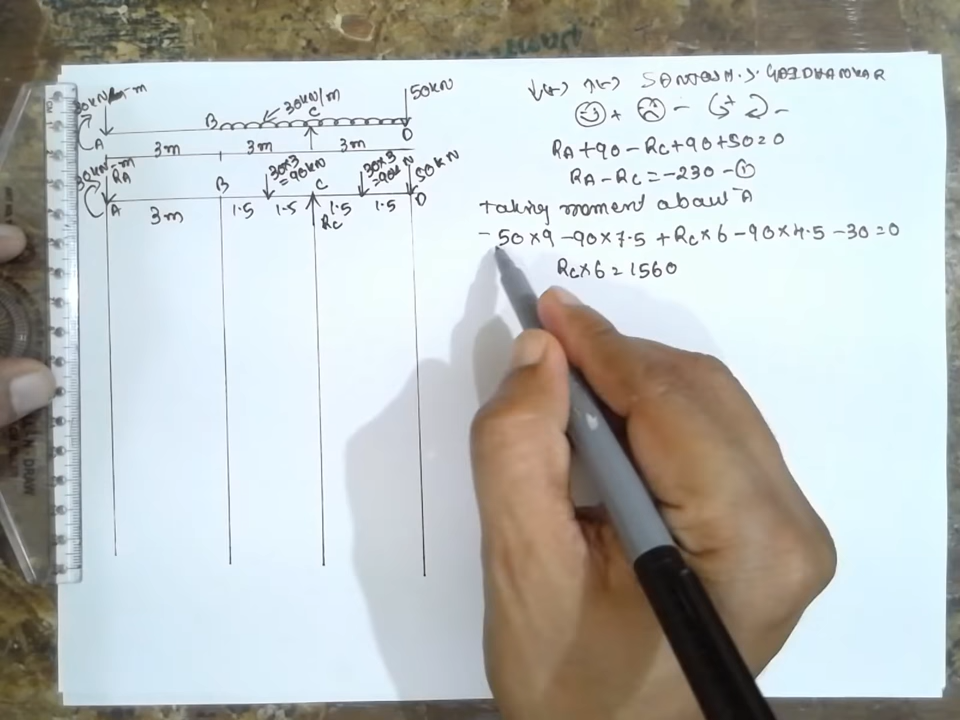 30kN-m
30kN/m
50kN
A
B
C
D
3m
3m
3m
30kN-m
RA
30×3
=90kN
30×3
=90kN
50kN
A
B
C
D
3m
1.5
1.5
1.5
1.5
RC
↓(+) ↑(-) SANTOSH.S.
+ - + -
RA+90-RC+90+50=0
RA-RC=-230-①
Taking moment about A
-50×9-90×7.5+RC×6-90×4.5-30=0
RC×6=1560